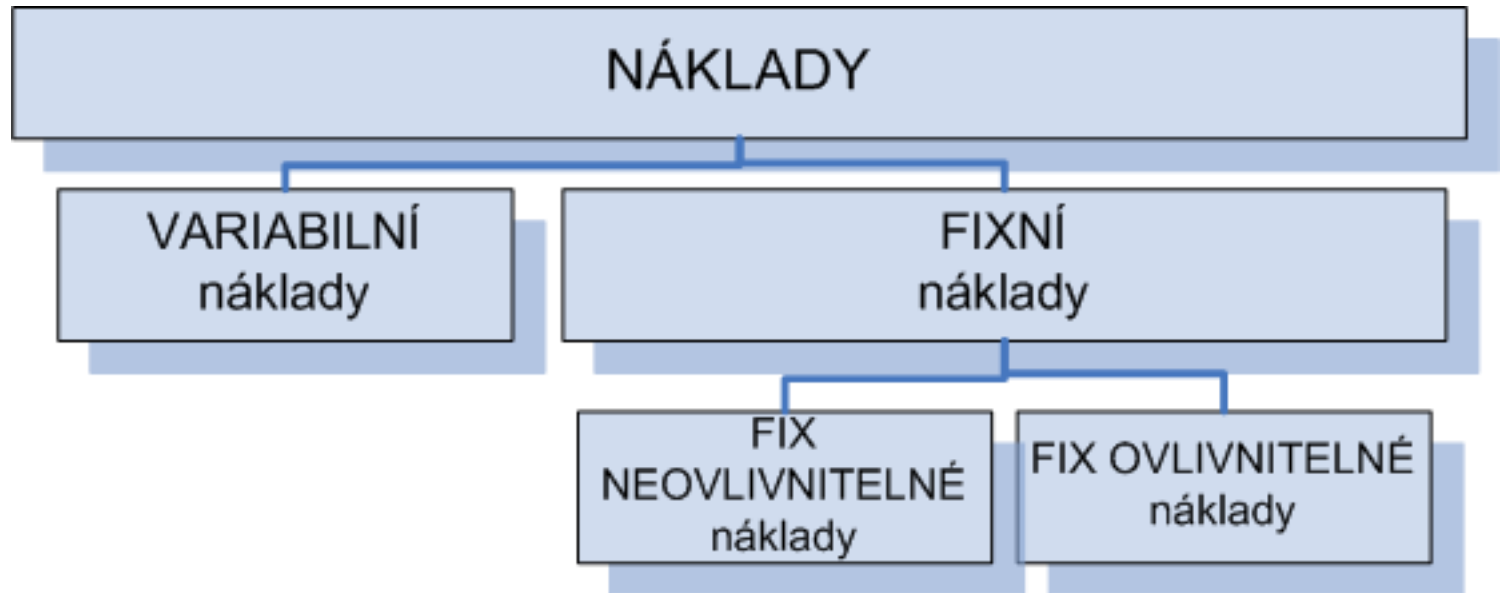 NÁKLADY
VARIABILNÍ
náklady
FIXNÍ
náklady
FIX
NEOVLIVNITELNÉ
náklady
FIX OVLIVNITELNÉ
náklady